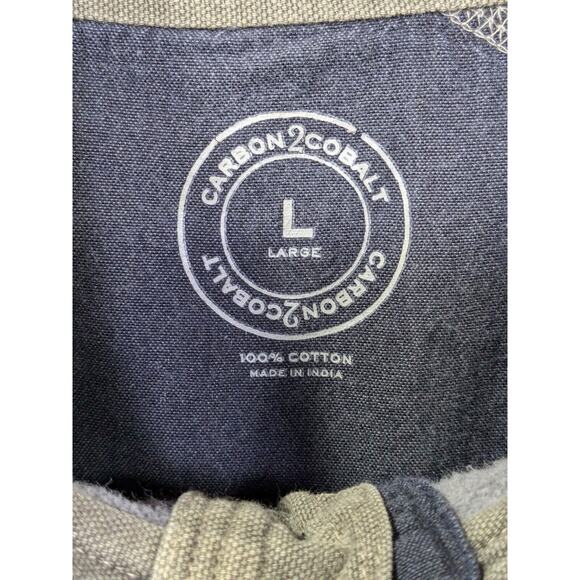 CARBON2COBALT
L
LARGE
CARBON2COBALT
100% COTTON
MADE IN INDIA